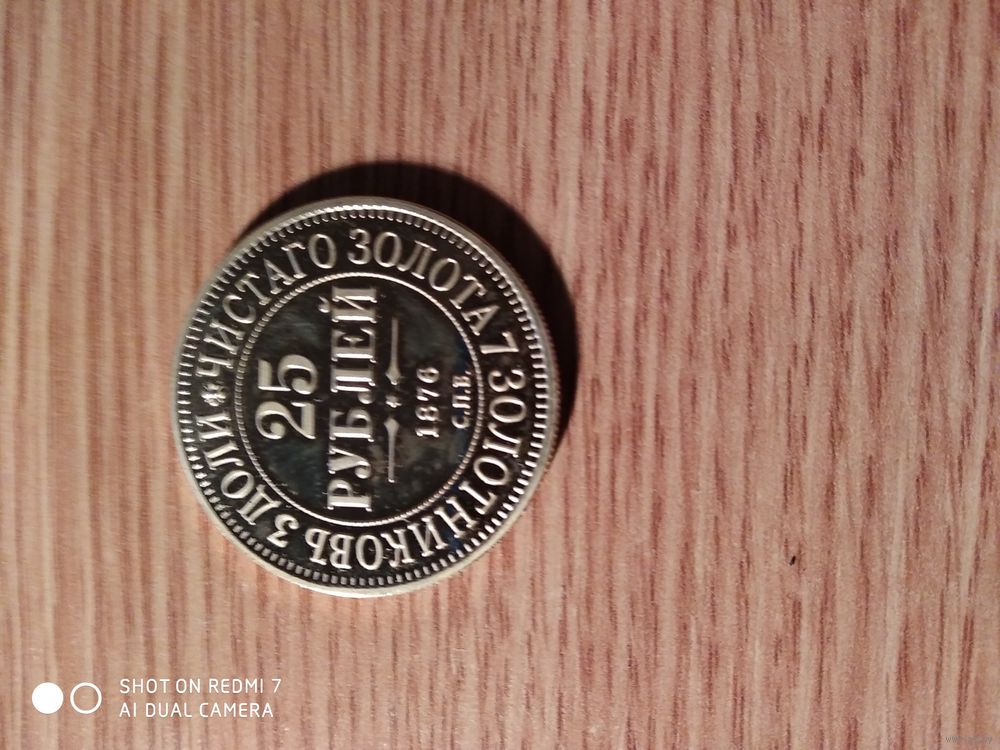 * ЧИСТАГО ЗОЛОТА 7 ЗОЛОТНИКОВЪ 3 ДОЛИ
25
РУБЛЕЙ
*
1876
С.П.Б.
SHOT ON REDMI 7
AI DUAL CAMERA